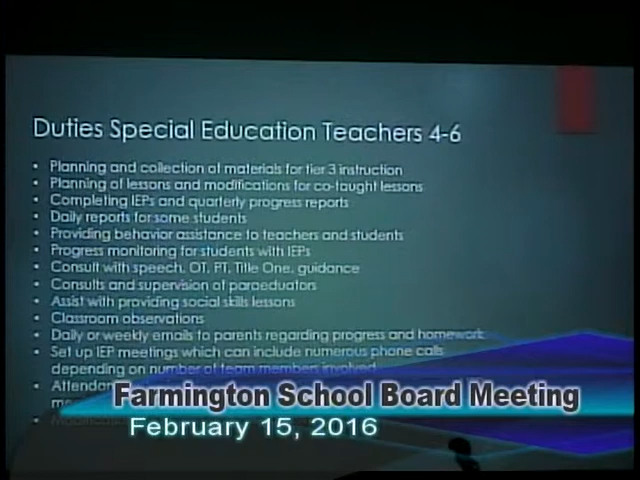 Duties Special Education Teachers 4-6
• Planning and collection of materials for tier 3 instruction
• Planning of lessons and modifications for co-taught lessons
• Completing IEPs and quarterly progress reports
• Daily reports for some students
• Providing behavior assistance to teachers and students
• Progress monitoring for students with IEPs
• Consult with speech, OT, PT, Title One, guidance
• Consults and supervision of paraeduators
• Assist with providing social skills lessons
• Classroom observations
• Daily or weekly emails to parents regarding progress and homework
• Set up IEP meetings which can include numerous phone calls
depending on number of team members involved
Farmington School Board Meeting
February 15, 2016